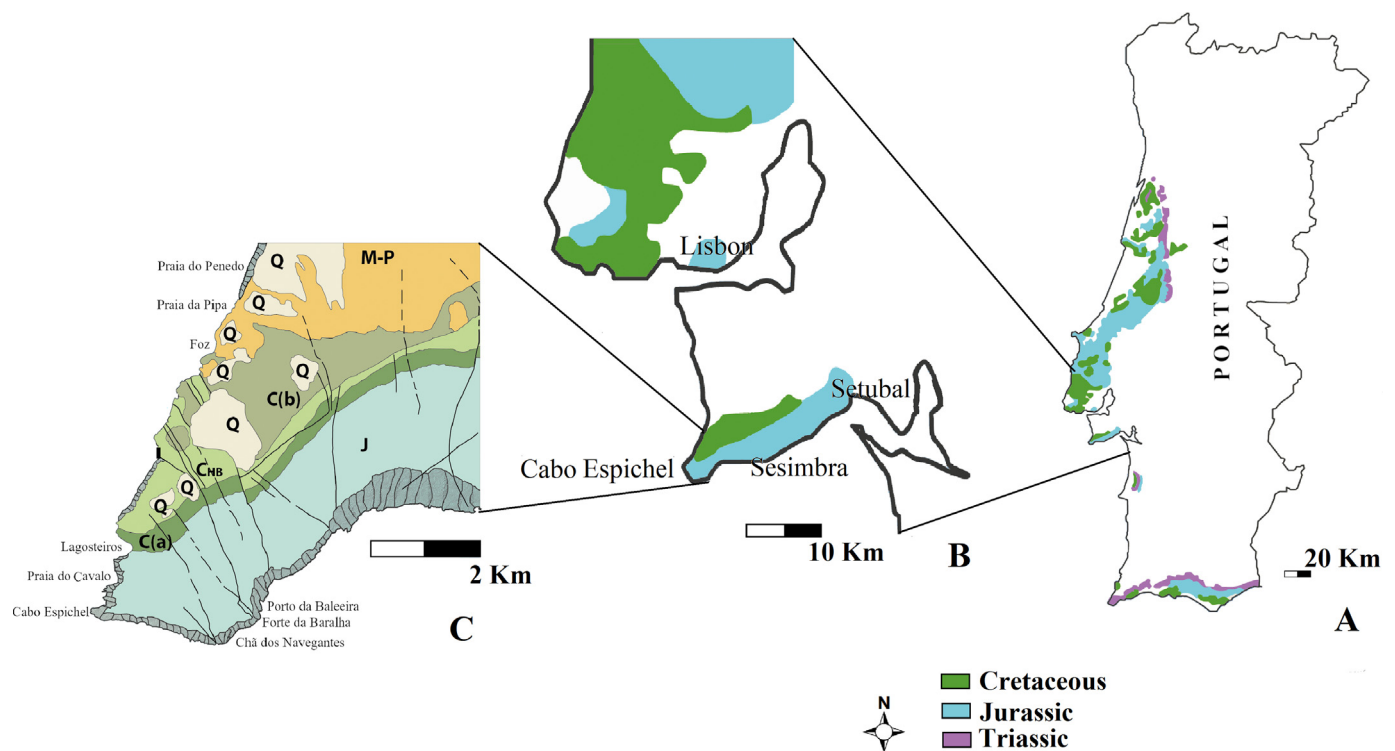 Praia do Penedo
Q
M-P
Praia da Pipa
Q
Q
Foz
Q
Q
C(b)
Q
I
CHB
J
Q
Q
C(a)
Lagosteiros
Praia do Cavalo
Cabo Espichel
Porto da Baleeira
Forte da Baralha
Chã dos Navegantes
2 Km
C
Lisbon
Setubal
Cabo Espichel
Sesimbra
10 Km
B
PORTUGAL
20 Km
A
N
Cretaceous
Jurassic
Triassic